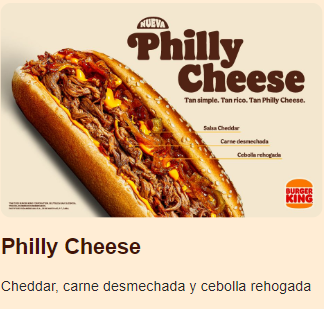 NUEVA
Philly
Cheese
Tan simple. Tan rico. Tan Philly Cheese.
Salsa Cheddar
Carne desmechada
Cebolla rehogada
BURGER
KING
Philly Cheese
Cheddar, carne desmechada y cebolla rehogada